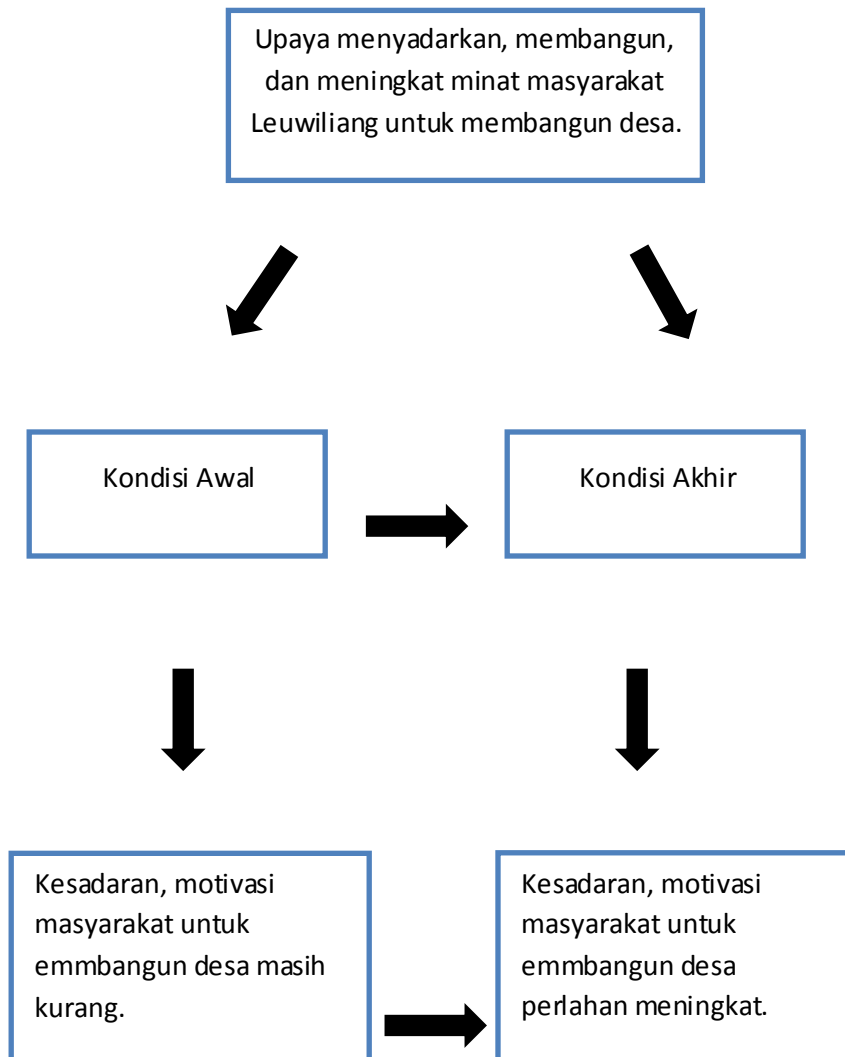 Upaya menyadarkan, membangun,
dan meningkat minat masyarakat
Leuwiliang untuk membangun desa.
Kondisi Awal
Kondisi Akhir
Kesadaran, motivasi
masyarakat untuk
emmbangun desa masih
kurang.
Kesadaran, motivasi
masyarakat untuk
emmbangun desa
perlahan meningkat.